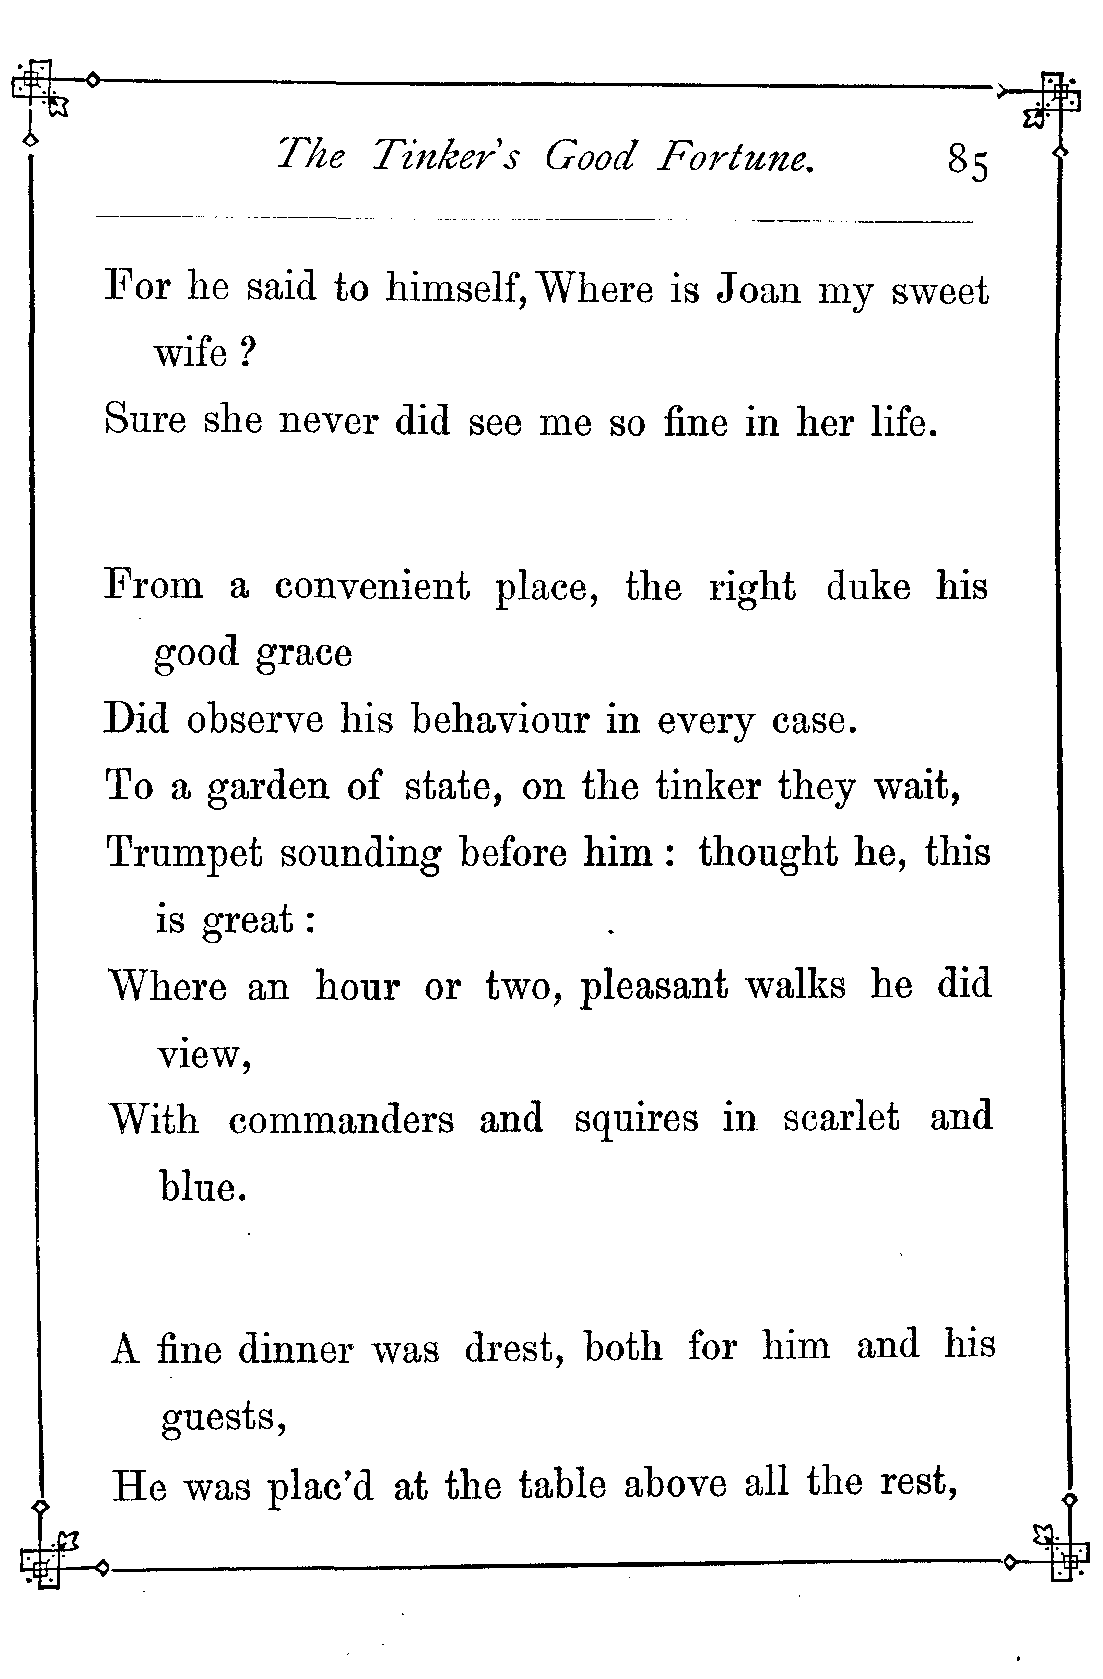 The Tinker's Good Fortune. 85
For he said to himself, Where is Joan my sweet
wife ?
Sure she never did see me so fine in her life.
From a convenient place, the right duke his
good grace
Did observe his behaviour in every case.
To a garden of state, on the tinker they wait,
Trumpet sounding before him : thought he, this
is great :
Where an hour or two, pleasant walks he did
view,
With commanders and squires in scarlet and
blue.
A fine dinner was drest, both for him and his
guests,
He was plac'd at the table above all the rest,